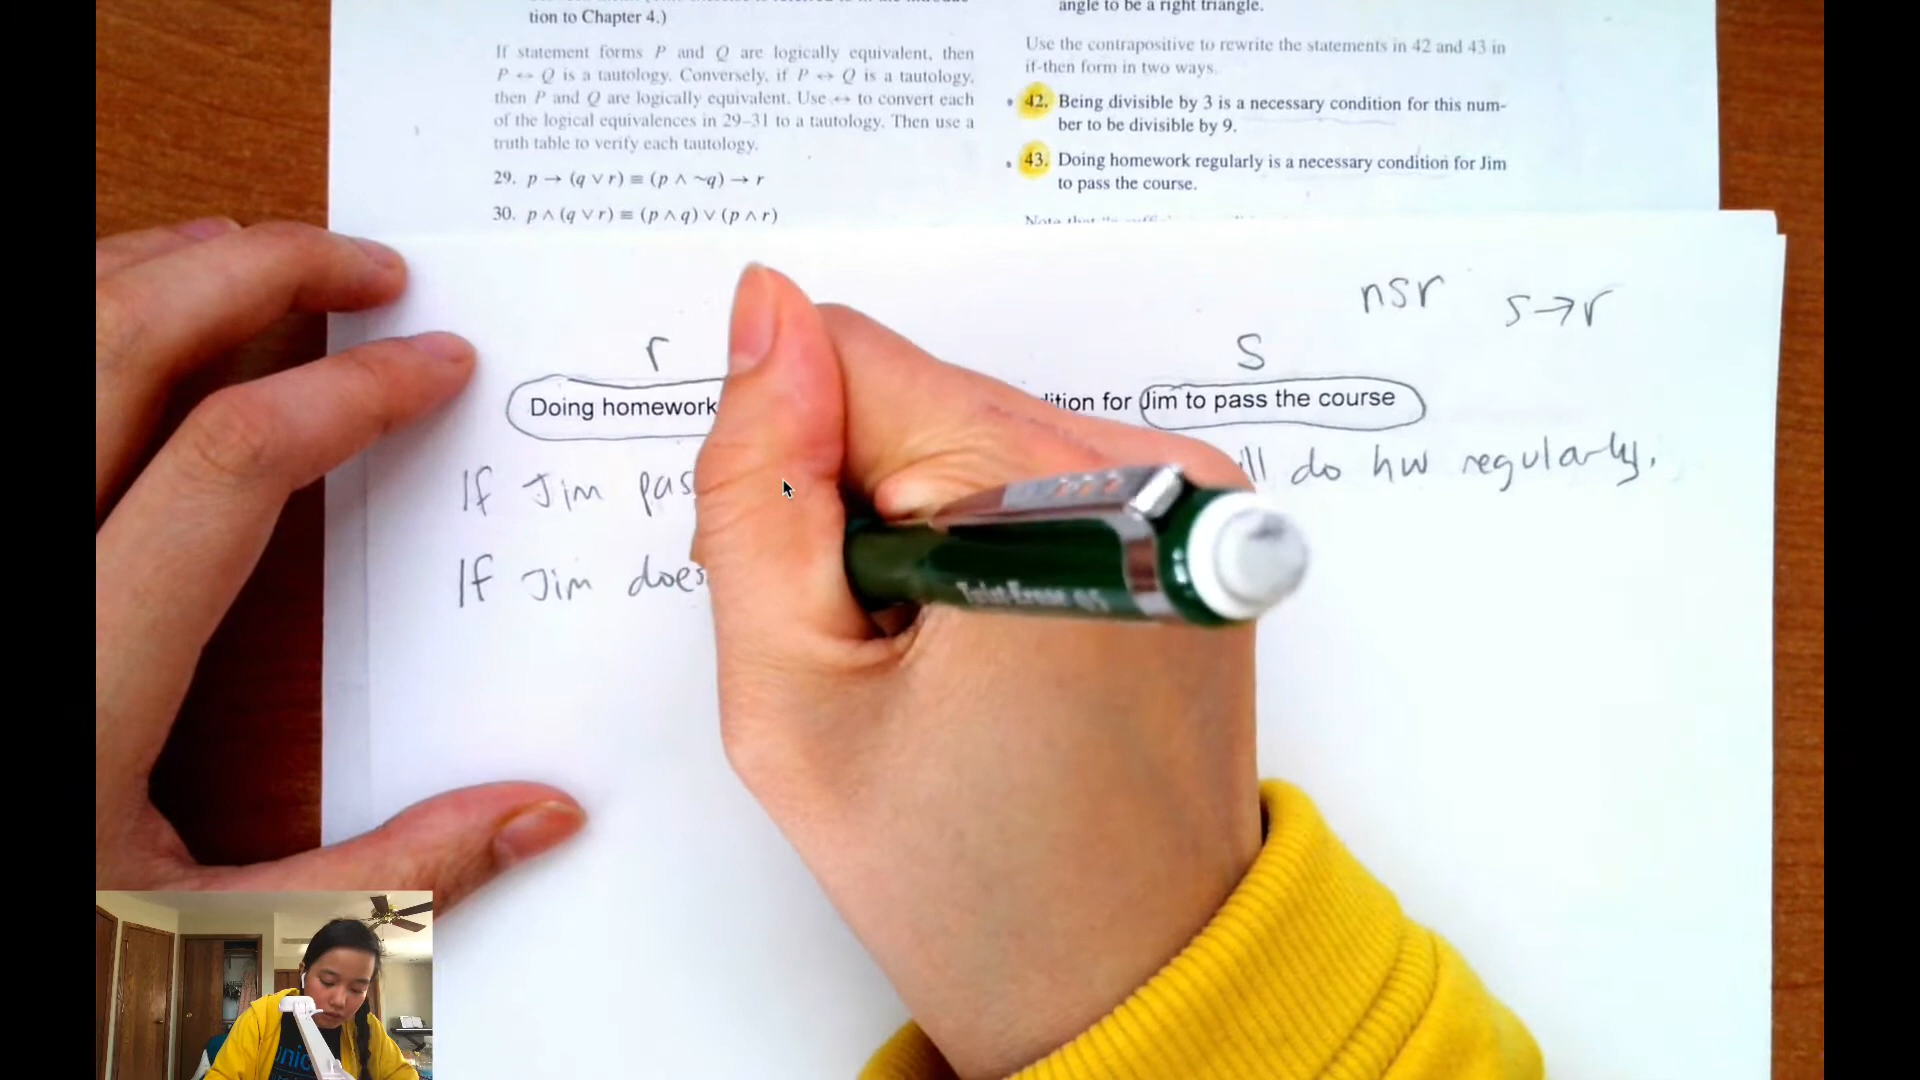 tion to Chapter 4.)
If statement forms P and Q are logically equivalent, then
P ↔ Q is a tautology. Conversely, if P ↔ Q is a tautology,
then P and Q are logically equivalent. Use ↔ to convert each
of the logical equivalences in 29–31 to a tautology. Then use a
truth table to verify each tautology.
29. p → (q ∨ r) ≡ (p ∧ ~q) → r
30. p ∧ (q ∨ r) ≡ (p ∧ q) ∨ (p ∧ r)
angle to be a right triangle.
Use the contrapositive to rewrite the statements in 42 and 43 in
if-then form in two ways.
42. Being divisible by 3 is a necessary condition for this num-
ber to be divisible by 9.
43. Doing homework regularly is a necessary condition for Jim
to pass the course.
Note that
nsr s→r
r s
Doing homework for Jim to pass the course
If Jim do hw regularly.
If Jim does